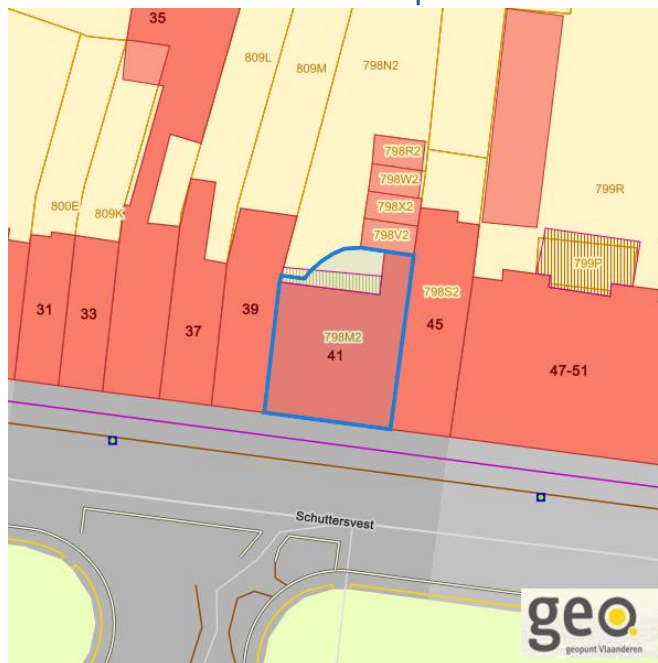 35
809L
809M
798N2
798R2
798W2
798X2
798V2
799R
800E
809K
799P
798S2
31
33
37
39
798M2
41
45
47-51
Schuttersvest
geo
geopunt Vlaanderen